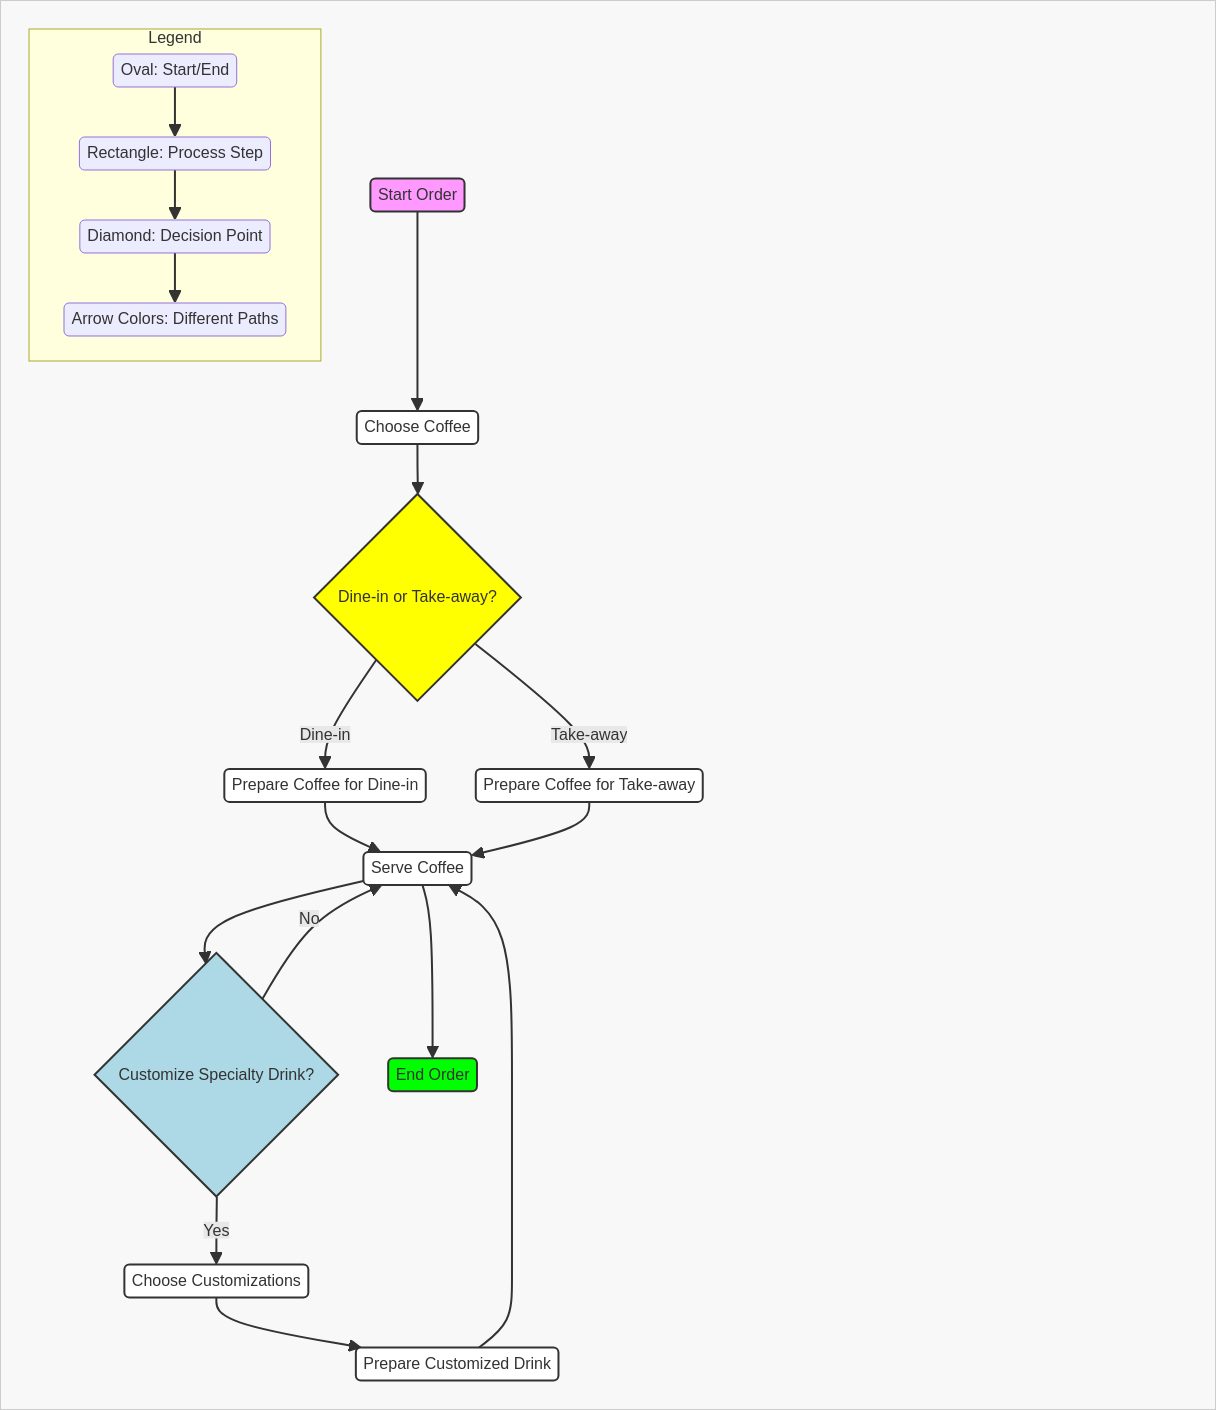 Legend
Oval: Start/End
Rectangle: Process Step
Diamond: Decision Point
Arrow Colors: Different Paths
Start Order
Choose Coffee
Dine-in or Take-away?
Dine-in
Take-away
Prepare Coffee for Dine-in
Prepare Coffee for Take-away
Serve Coffee
No
Customize Specialty Drink?
End Order
Yes
Choose Customizations
Prepare Customized Drink